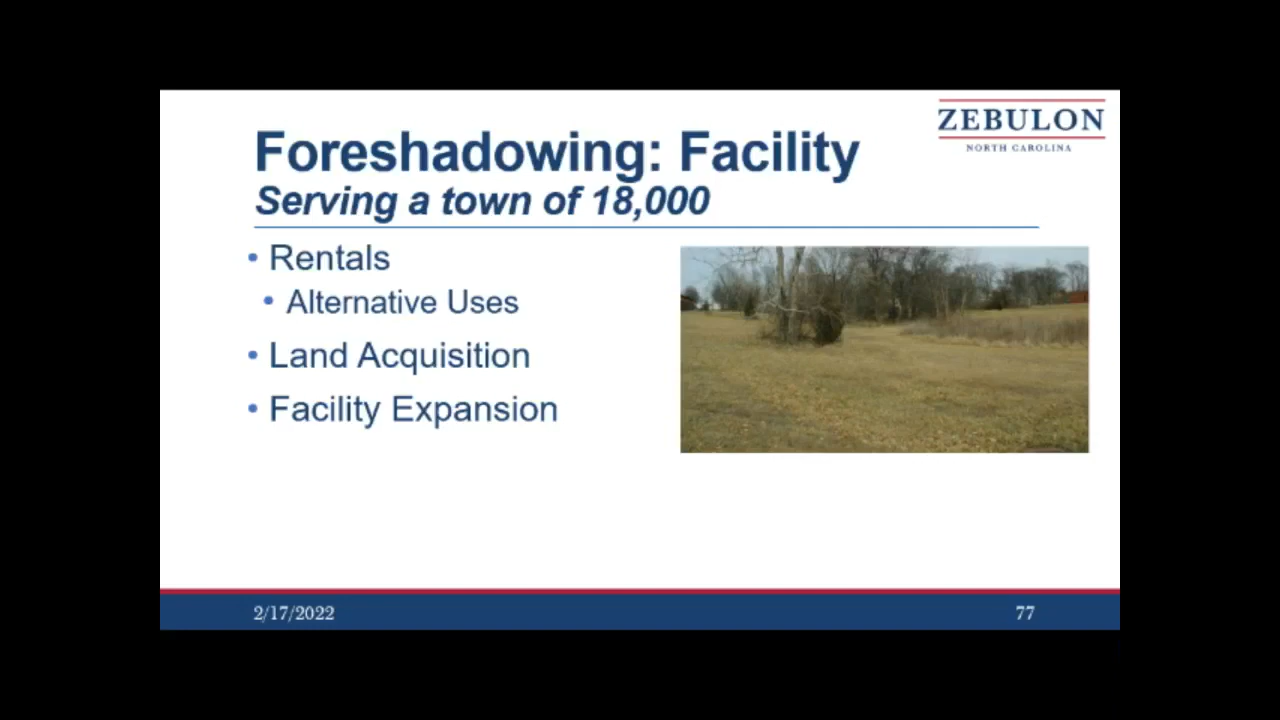 ZEBULON
NORTH CAROLINA
Foreshadowing: Facility
Serving a town of 18,000
• Rentals
• Alternative Uses
• Land Acquisition
• Facility Expansion
2/17/2022
77